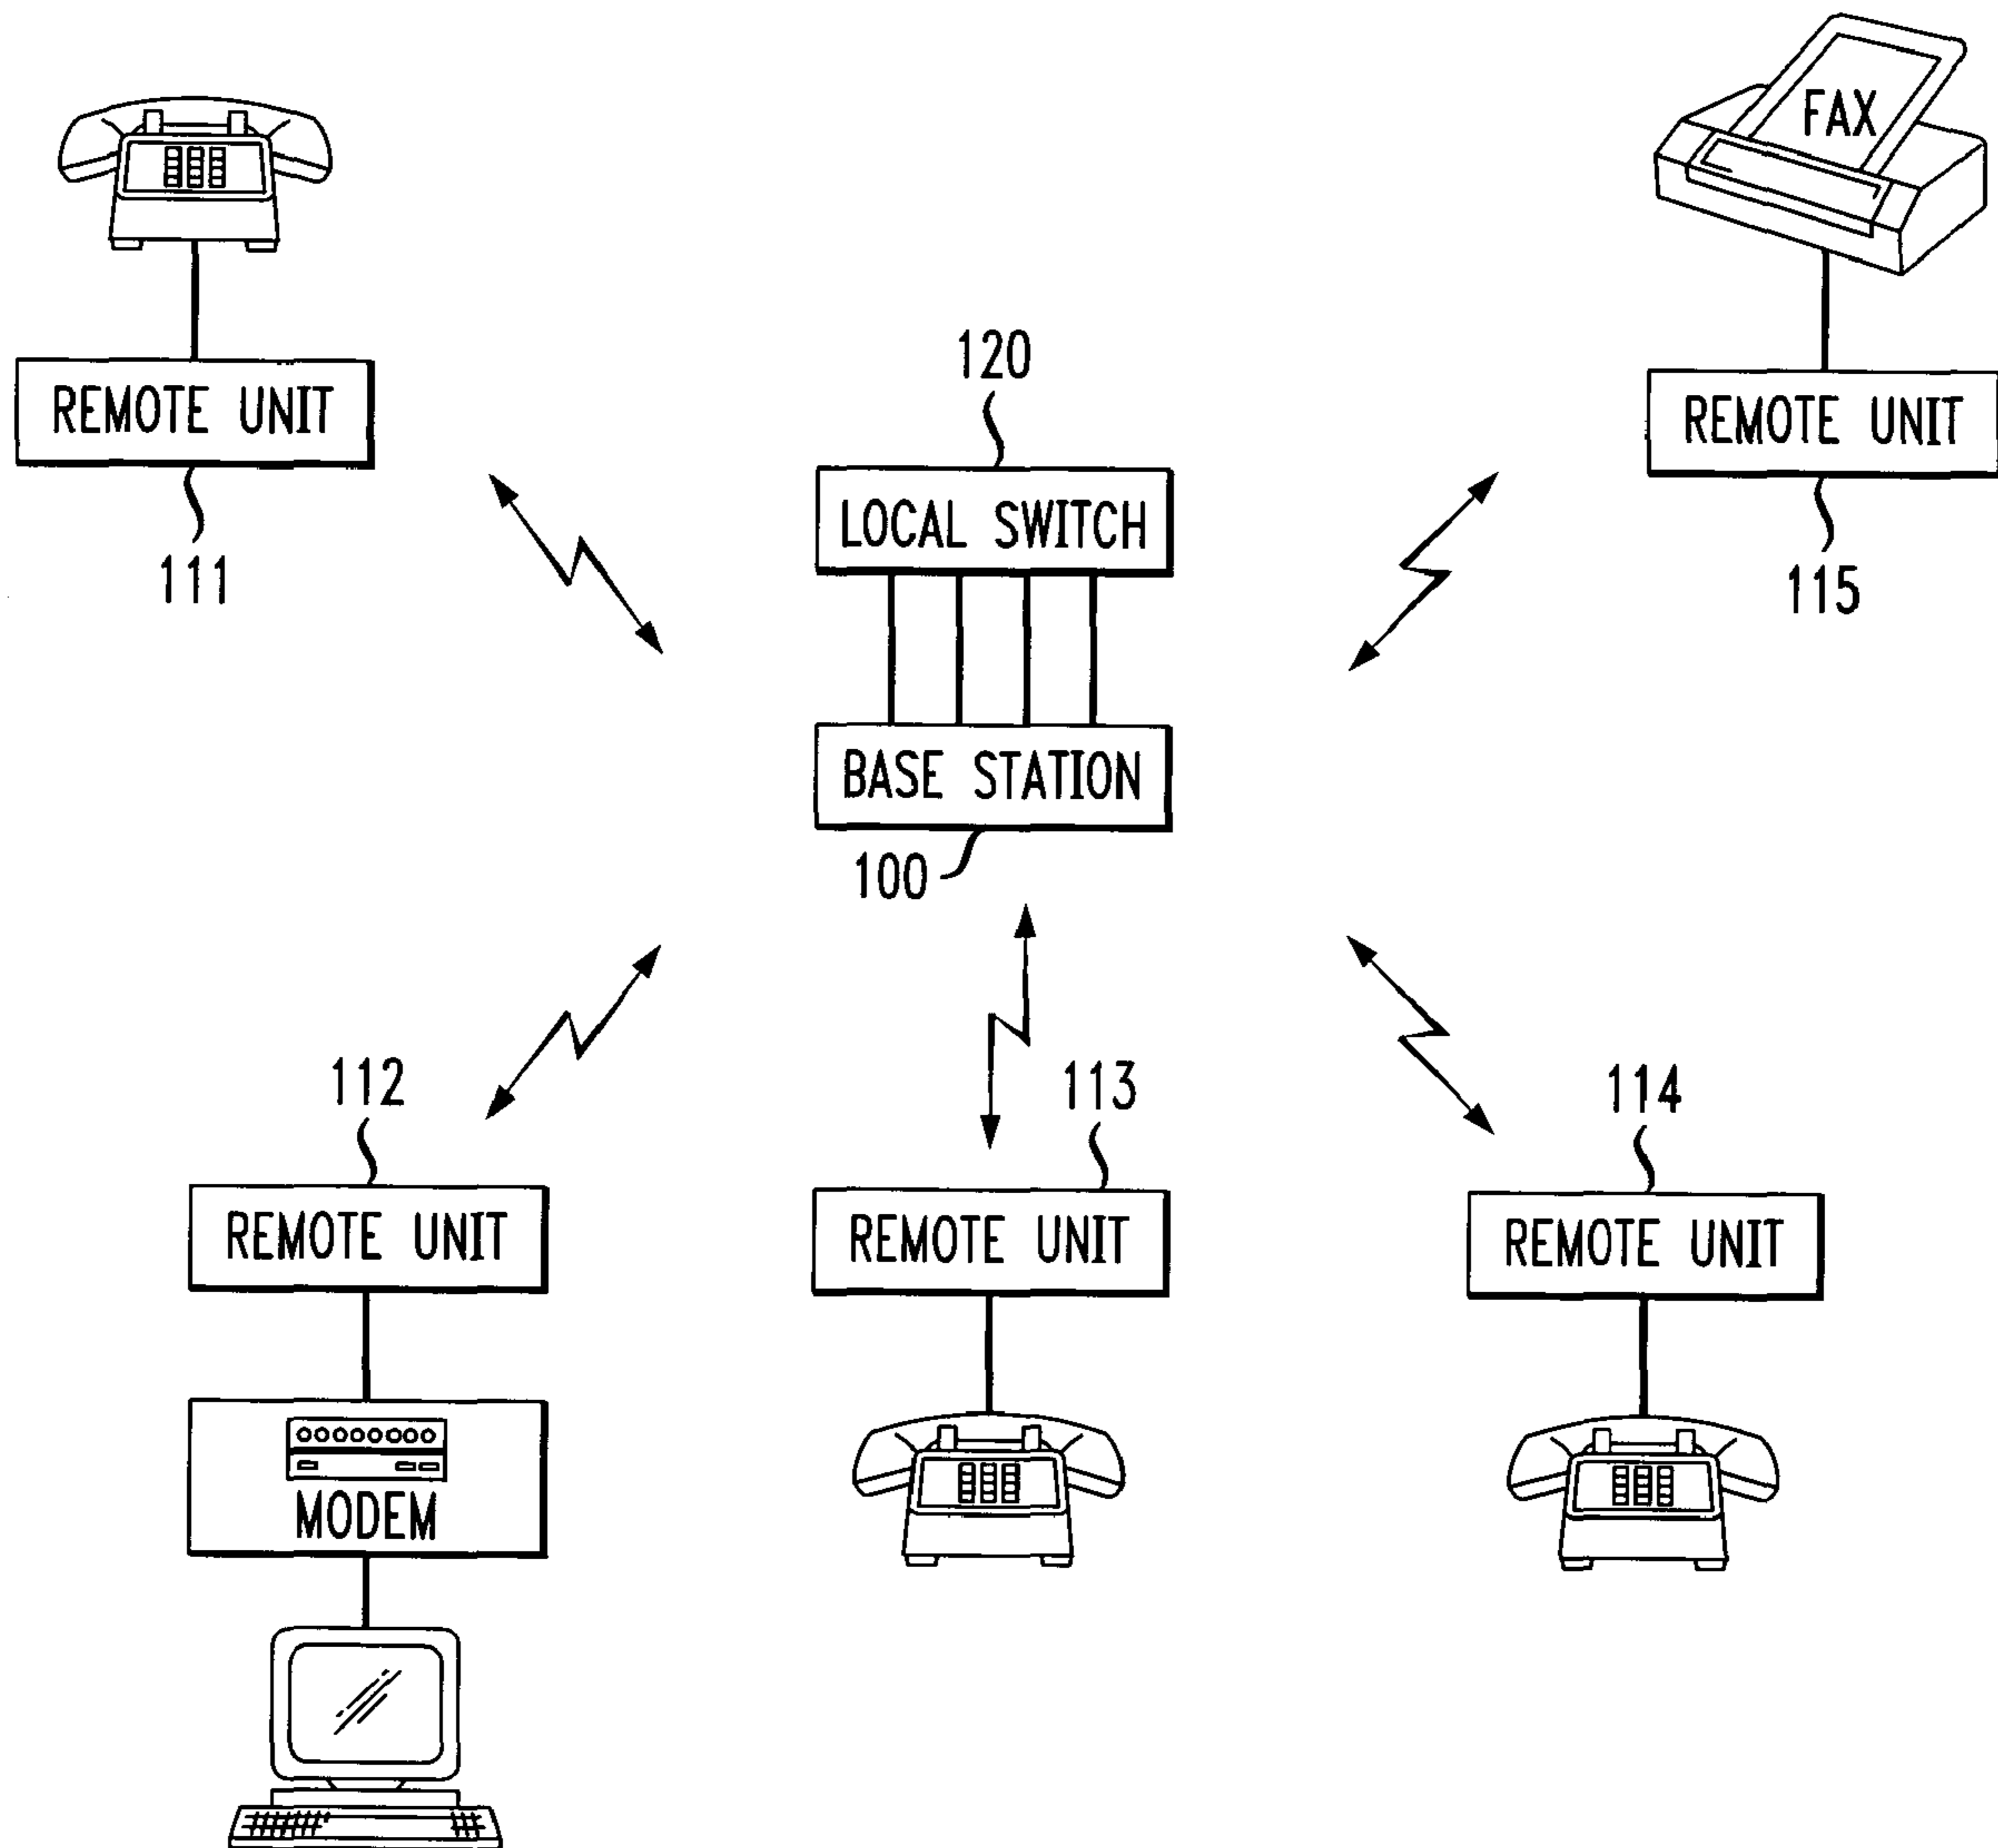 FAX
120
REMOTE UNIT
REMOTE UNIT
LOCAL SWITCH
111
115
BASE STATION
100
112
113
114
REMOTE UNIT
REMOTE UNIT
REMOTE UNIT
MODEM